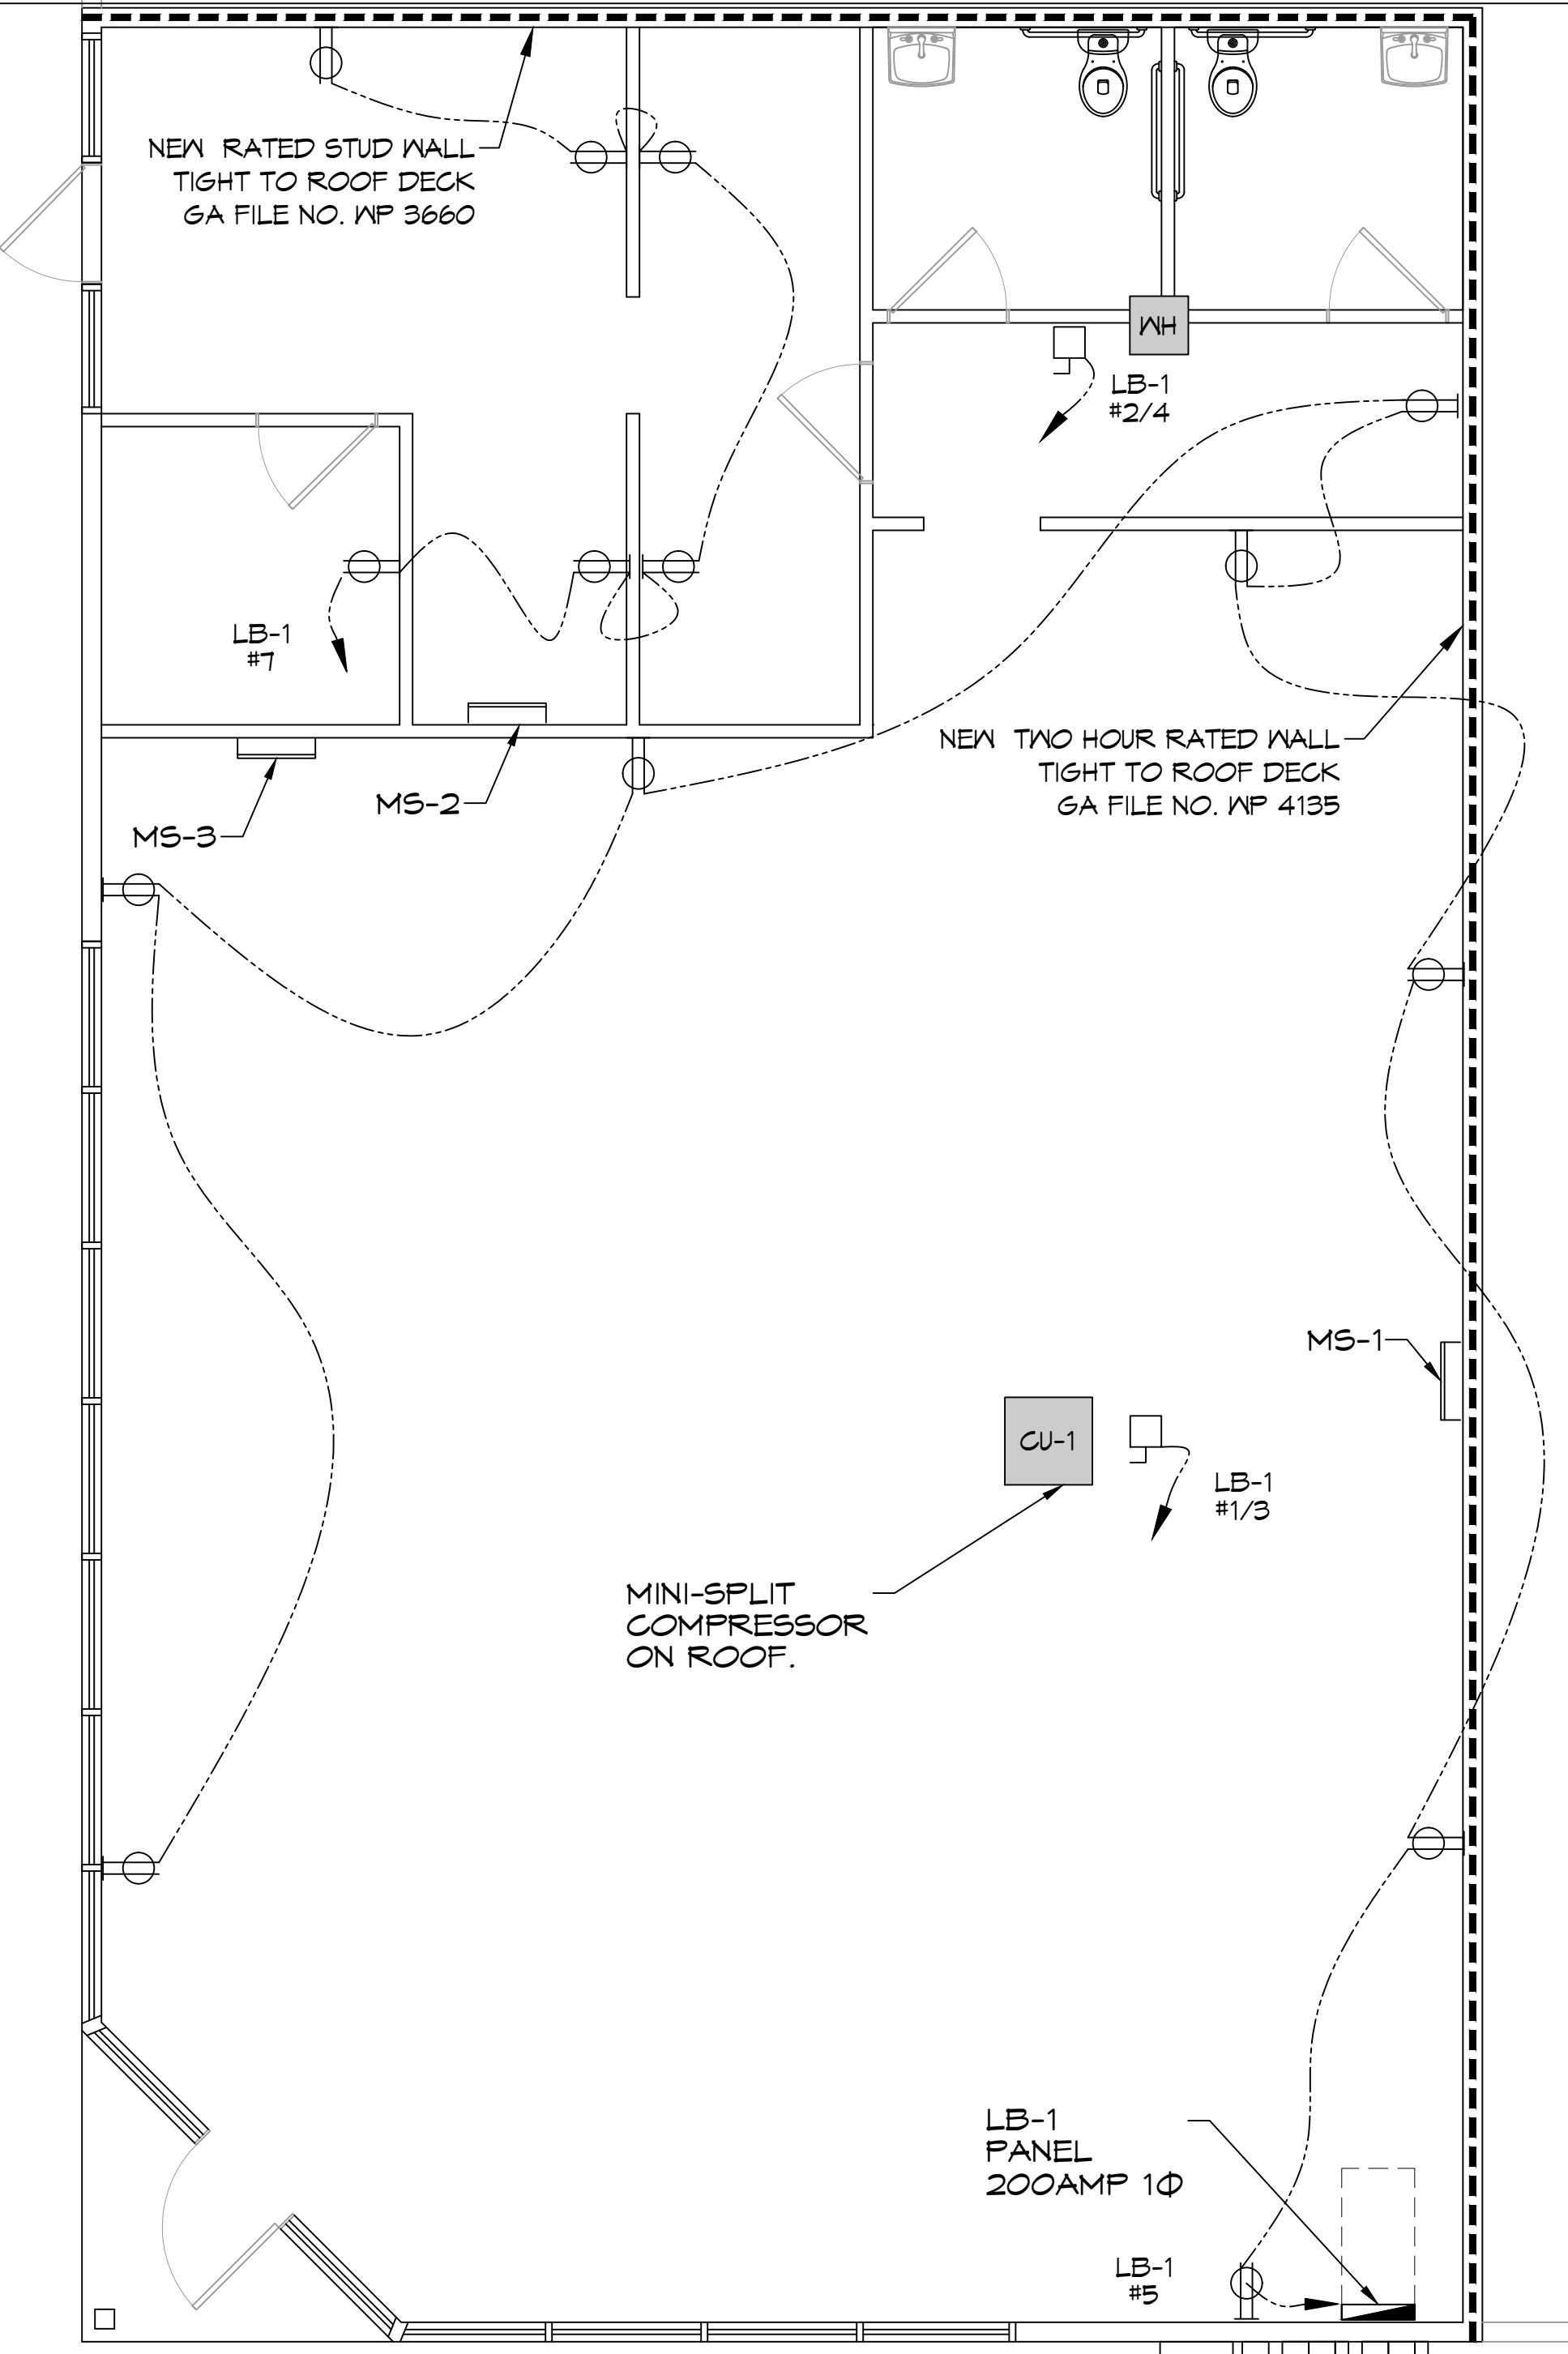 NEW RATED STUD WALL
TIGHT TO ROOF DECK
GA FILE NO. WP 3660
WH
LB-1
#2/4
LB-1
#7
NEW TWO HOUR RATED WALL
TIGHT TO ROOF DECK
GA FILE NO. WP 4135
MS-2
MS-3
MS-1
CU-1
LB-1
#1/3
MINI-SPLIT
COMPRESSOR
ON ROOF.
LB-1
PANEL
200AMP 1Φ
LB-1
#5